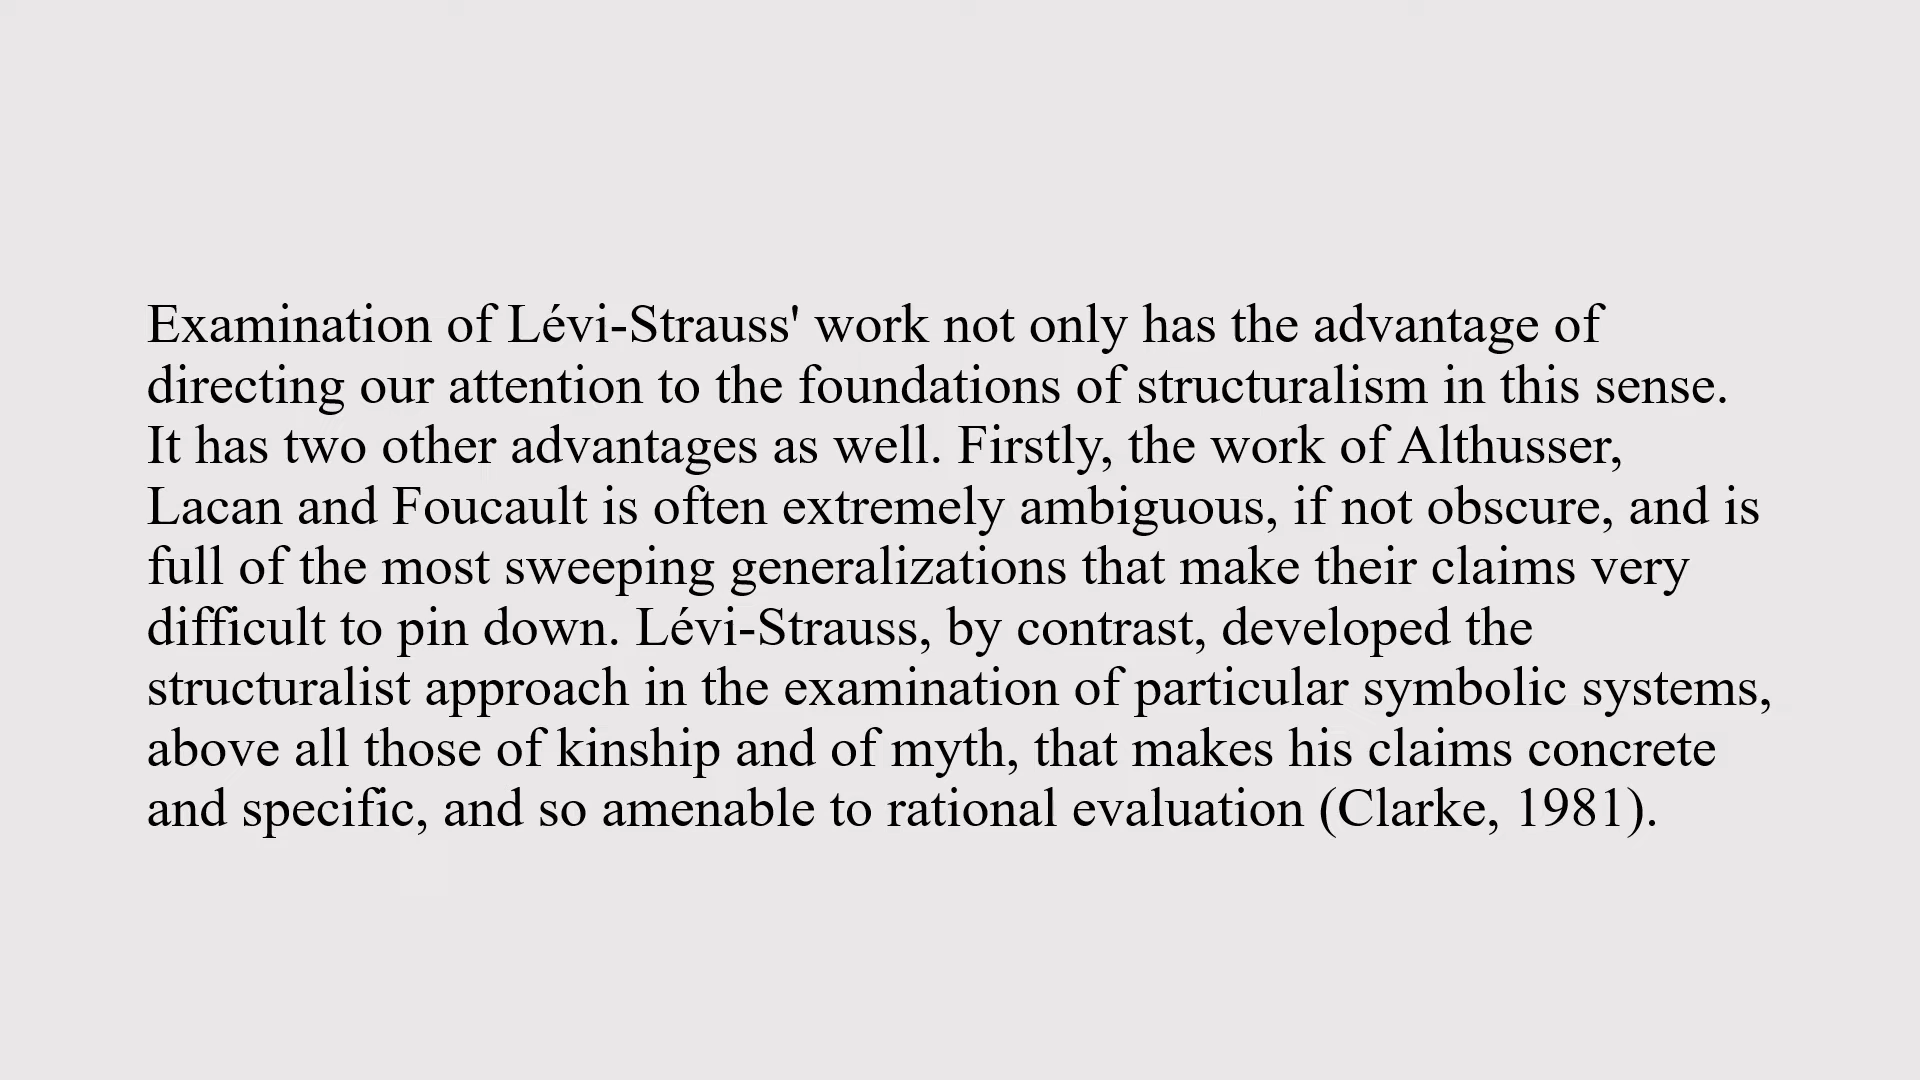 Examination of Lévi-Strauss' work not only has the advantage of
directing our attention to the foundations of structuralism in this sense.
It has two other advantages as well. Firstly, the work of Althusser,
Lacan and Foucault is often extremely ambiguous, if not obscure, and is
full of the most sweeping generalizations that make their claims very
difficult to pin down. Lévi-Strauss, by contrast, developed the
structuralist approach in the examination of particular symbolic systems,
above all those of kinship and of myth, that makes his claims concrete
and specific, and so amenable to rational evaluation (Clarke, 1981).